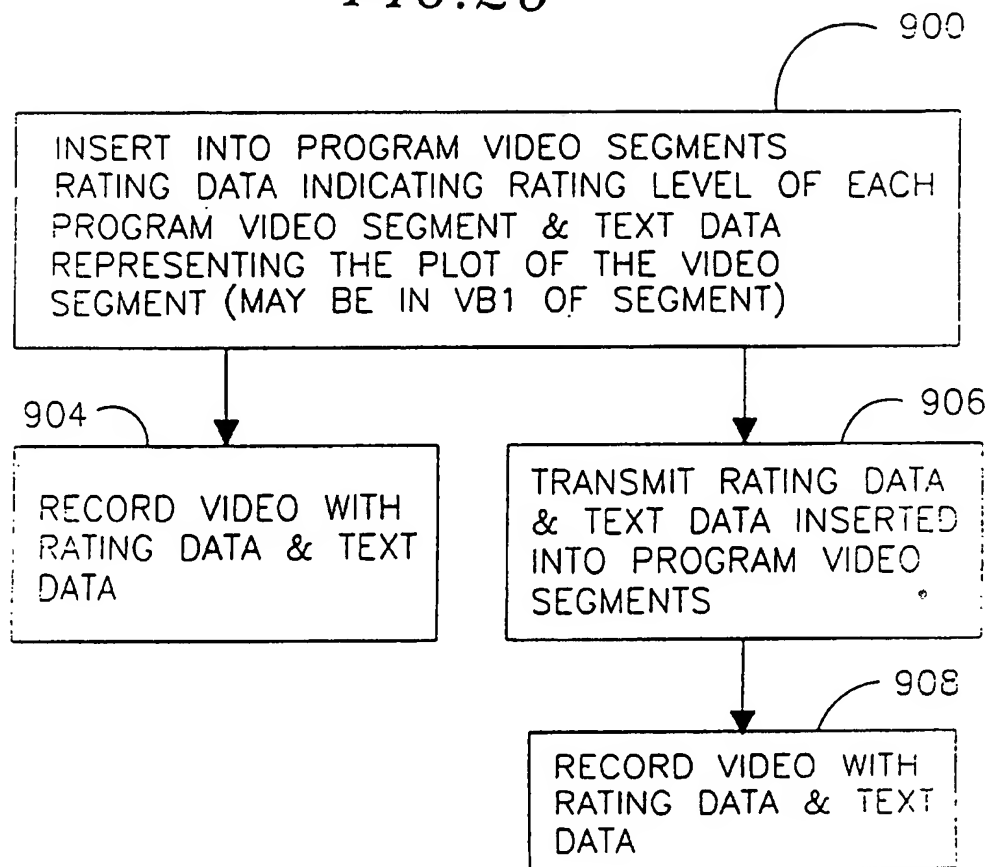 900
INSERT INTO PROGRAM VIDEO SEGMENTS
RATING DATA INDICATING RATING LEVEL OF EACH
PROGRAM VIDEO SEGMENT & TEXT DATA
REPRESENTING THE PLOT OF THE VIDEO
SEGMENT (MAY BE IN VB1 OF SEGMENT)
904
RECORD VIDEO WITH
RATING DATA & TEXT
DATA
906
TRANSMIT RATING DATA
& TEXT DATA INSERTED
INTO PROGRAM VIDEO
SEGMENTS
908
RECORD VIDEO WITH
RATING DATA & TEXT
DATA